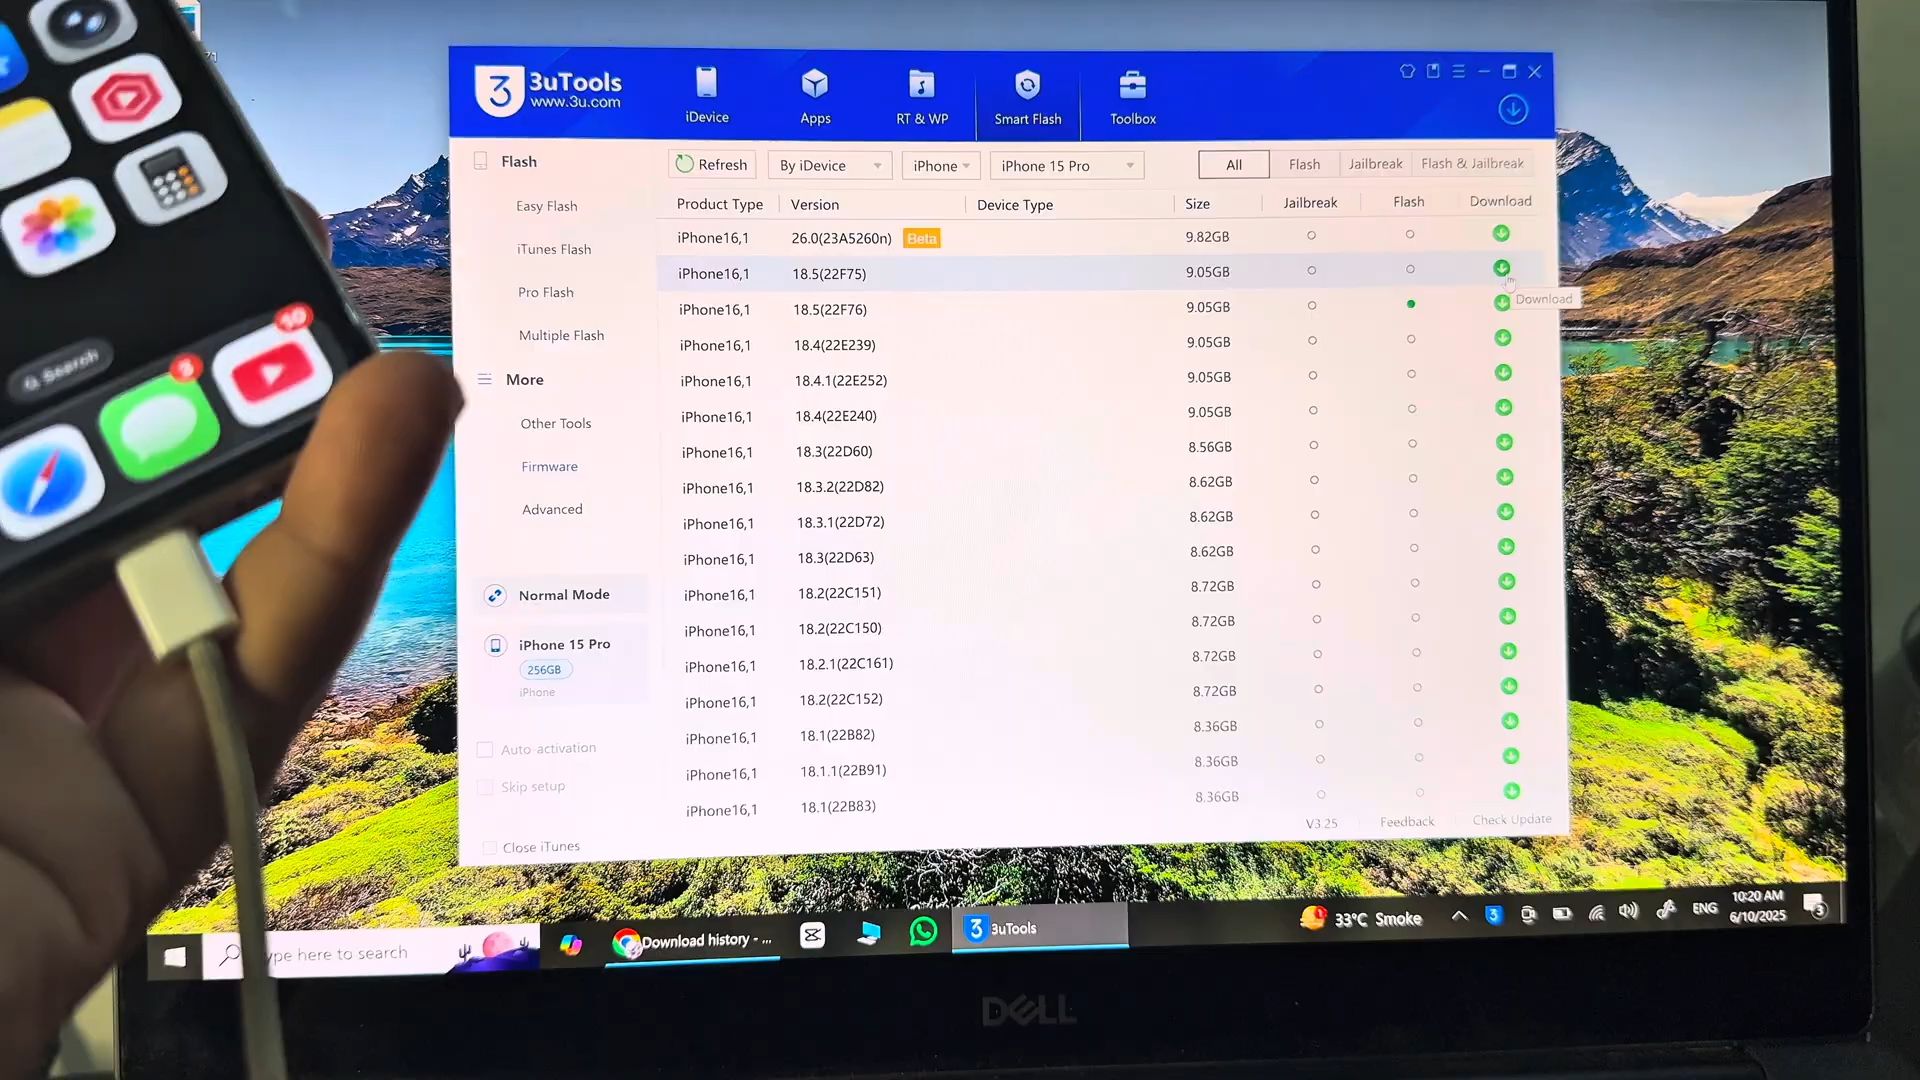 3uTools
www.3u.com
iDevice
Apps
RT & WP
Smart Flash
Toolbox
Flash
Easy Flash
iTunes Flash
Pro Flash
Multiple Flash
More
Other Tools
Firmware
Advanced
Normal Mode
iPhone 15 Pro
256GB
iPhone
Auto-activation
Skip setup
Close iTunes
Refresh By iDevice iPhone iPhone 15 Pro All Flash Jailbreak Flash & Jailbreak
Product Type Version Device Type Size Jailbreak Flash Download
iPhone16,1 26.0(23A5260n) Beta 9.82GB
iPhone16,1 18.5(22F75) 9.05GB
Download
iPhone16,1 18.5(22F76) 9.05GB
iPhone16,1 18.4(22E239) 9.05GB
iPhone16,1 18.4.1(22E252) 9.05GB
iPhone16,1 18.4(22E240) 9.05GB
iPhone16,1 18.3(22D60) 8.56GB
iPhone16,1 18.3.2(22D82) 8.62GB
iPhone16,1 18.3.1(22D72) 8.62GB
iPhone16,1 18.3(22D63) 8.62GB
iPhone16,1 18.2(22C151) 8.72GB
iPhone16,1 18.2(22C150) 8.72GB
iPhone16,1 18.2.1(22C161) 8.72GB
iPhone16,1 18.2(22C152) 8.72GB
iPhone16,1 18.1(22B82) 8.36GB
iPhone16,1 18.1.1(22B91) 8.36GB
iPhone16,1 18.1(22B83) 8.36GB
V3.25 Feedback Check Update
Search
10
ype here to search
Download history - ...
3uTools
33°C Smoke
ENG
10:20 AM
6/10/2025
3
DELL